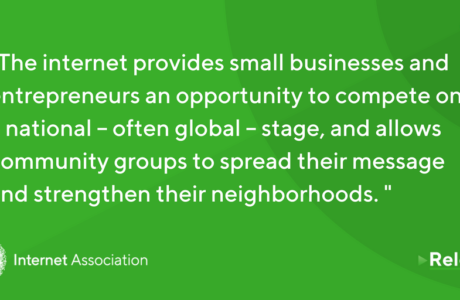 The internet provides small businesses and
entrepreneurs an opportunity to compete on
national – often global – stage, and allows
ommunity groups to spread their message
nd strengthen their neighborhoods. "
Internet Association
Rel